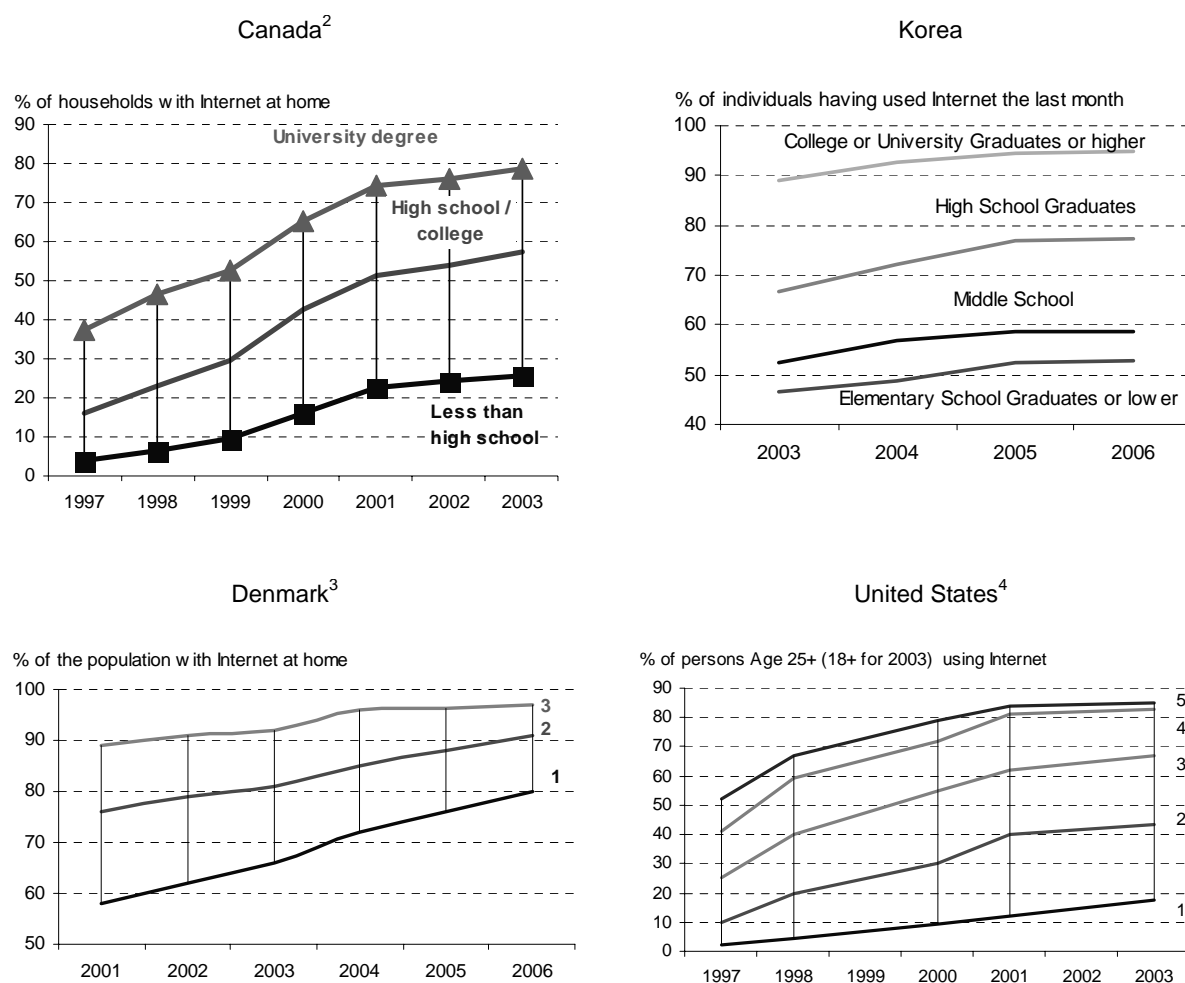 Canada2
% of households with Internet at home
90
80
70
60
50
40
30
20
10
0
University degree
High school /
college
Less than
high school
1997 1998 1999 2000 2001 2002 2003
Korea
% of individuals having used Internet the last month
100
90
80
70
60
50
40
College or University Graduates or higher
High School Graduates
Middle School
Elementary School Graduates or lower
2003 2004 2005 2006
Denmark3
% of the population with Internet at home
100
90
80
70
60
50
3
2
1
2001 2002 2003 2004 2005 2006
United States4
% of persons Age 25+ (18+ for 2003) using Internet
90
80
70
60
50
40
30
20
10
0
5
4
3
2
1
1997 1998 1999 2000 2001 2002 2003